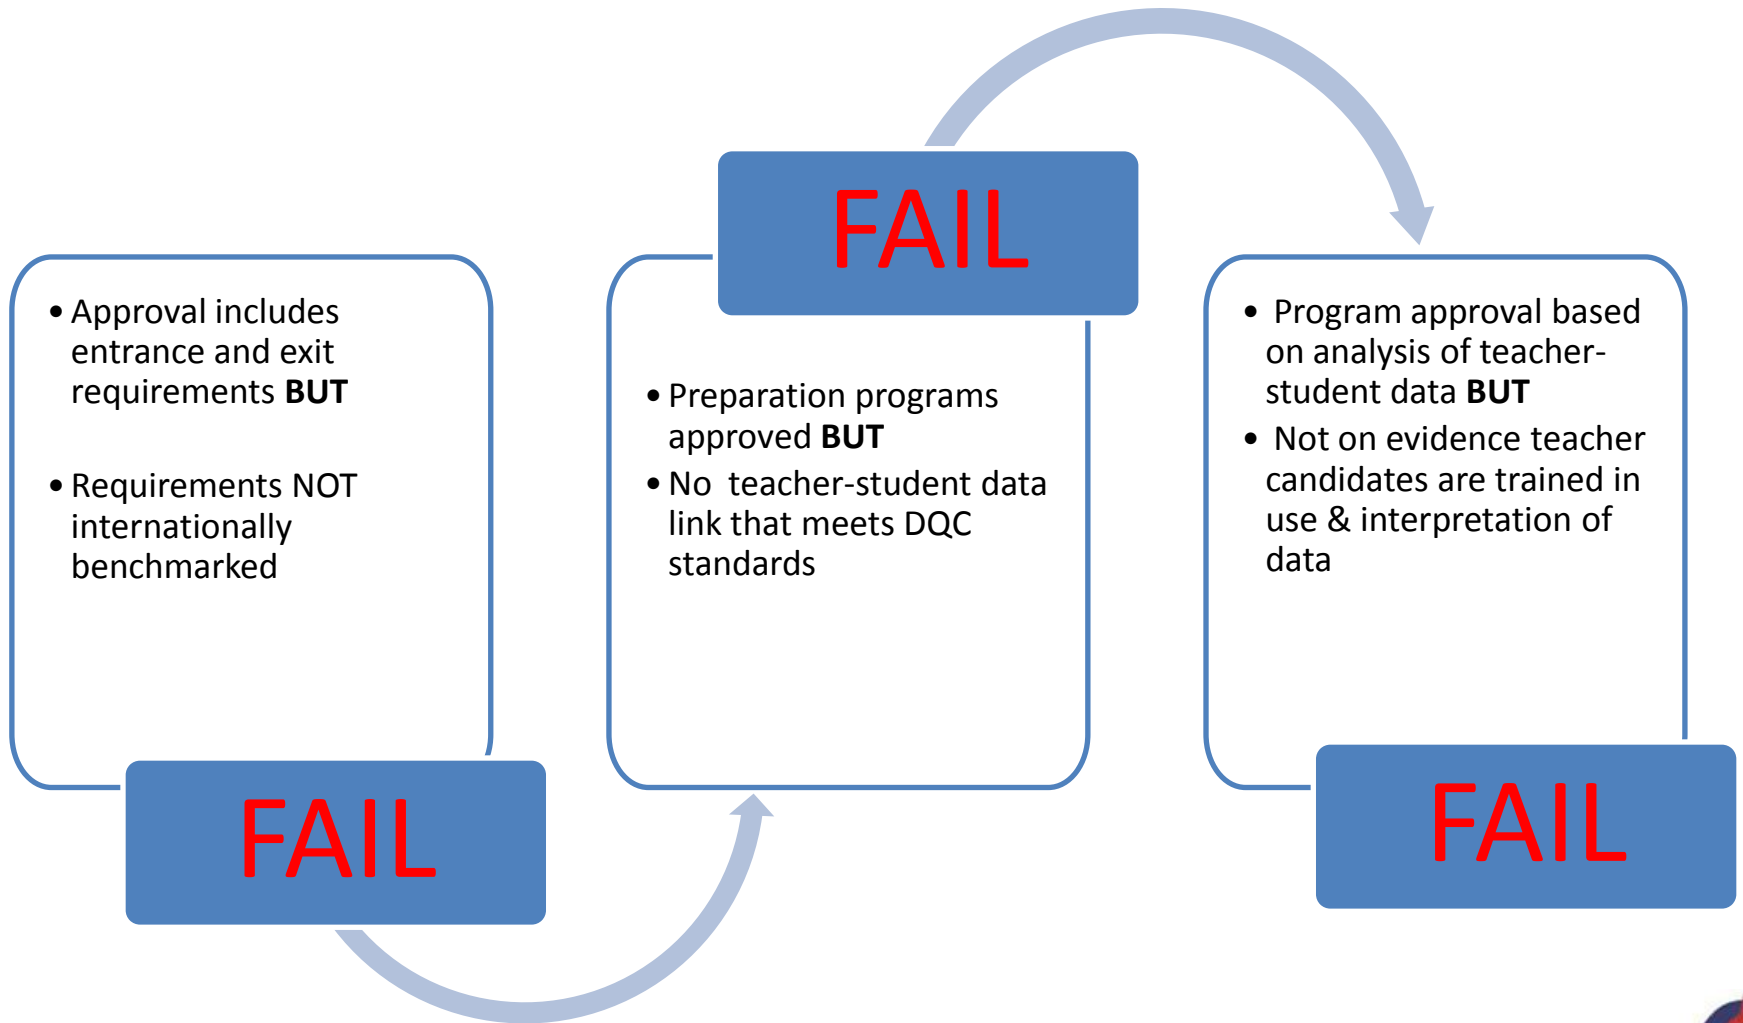 • Approval includes
entrance and exit
requirements BUT
• Requirements NOT
internationally
benchmarked
FAIL
FAIL
• Preparation programs
approved BUT
• No teacher-student data
link that meets DQC
standards
• Program approval based
on analysis of teacher-
student data BUT
• Not on evidence teacher
candidates are trained in
use & interpretation of
data
FAIL